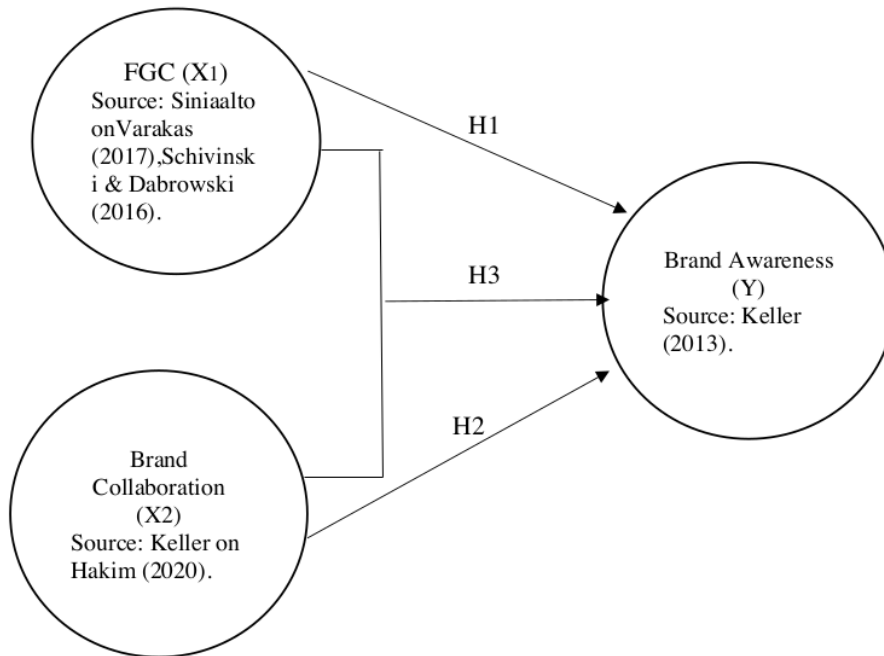 FGC (X1)
Source: Siniaalto
onVarakas
(2017),Schivinsk
i & Dabrowski
(2016).
H1
H3
Brand Awareness
(Y)
Source: Keller
(2013).
H2
Brand
Collaboration
(X2)
Source: Keller on
Hakim (2020).